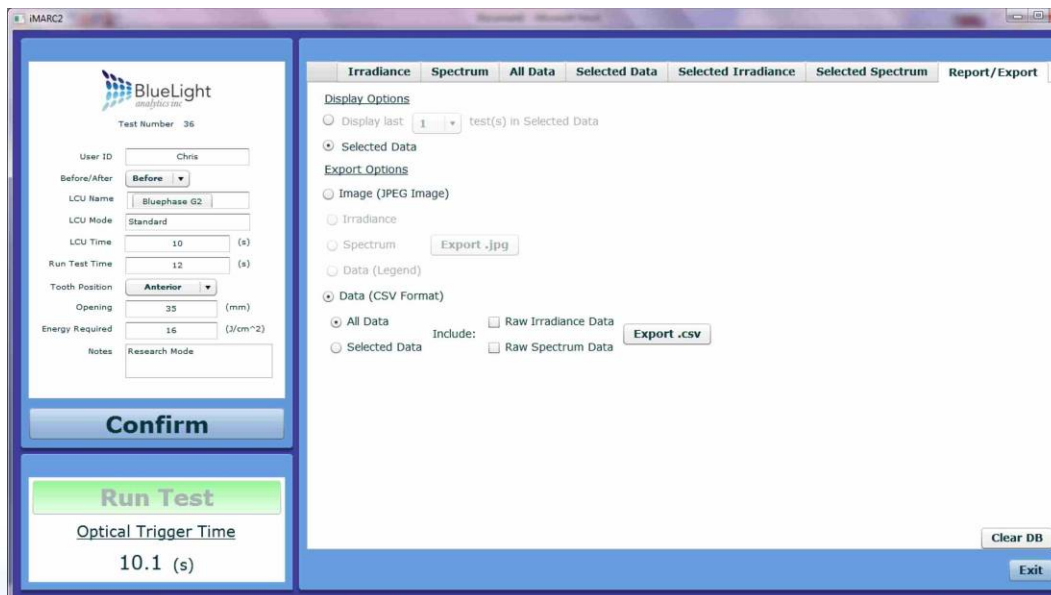 iMARC2
BlueLight
analytics inc
Test Number 36
User ID Chris
Before/After Before
LCU Name Bluephase G2
LCU Mode Standard
LCU Time 10 (s)
Run Test Time 12 (s)
Tooth Position Anterior
Opening 35 (mm)
Energy Required 16 (J/cm^2)
Notes Research Mode
Confirm
Run Test
Optical Trigger Time
10.1 (s)
Irradiance Spectrum All Data Selected Data Selected Irradiance Selected Spectrum Report/Export
Display Options
Display last 1 test(s) in Selected Data
Selected Data
Export Options
Image (JPEG Image)
Irradiance
Spectrum Export .jpg
Data (Legend)
Data (CSV Format)
All Data Include: Raw Irradiance Data Export .csv
Selected Data Raw Spectrum Data
Clear DB
Exit